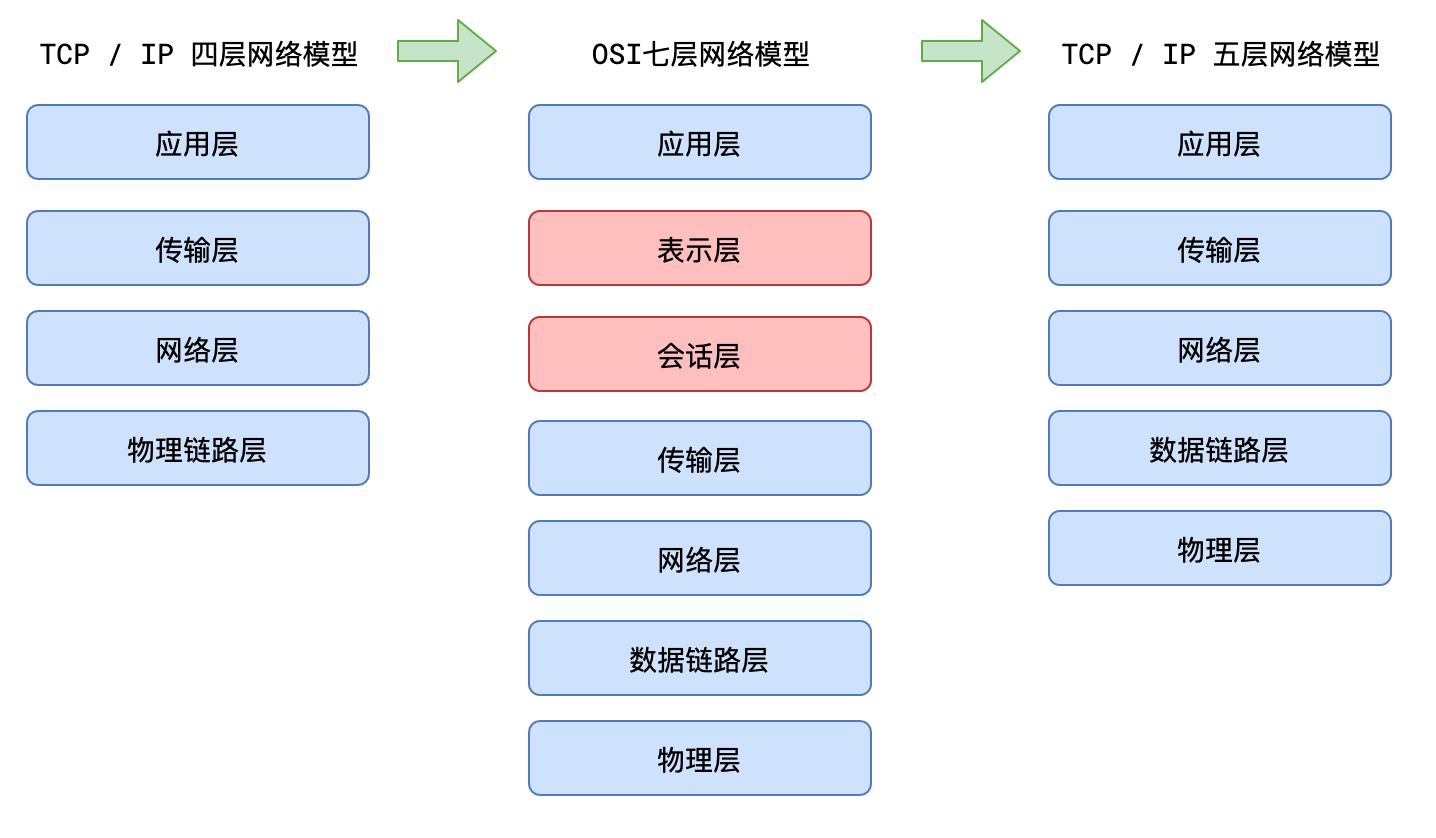 TCP / IP 四层网络模型
应用层
传输层
网络层
物理链路层
OSI七层网络模型
应用层
表示层
会话层
传输层
网络层
数据链路层
物理层
TCP / IP 五层网络模型
应用层
传输层
网络层
数据链路层
物理层